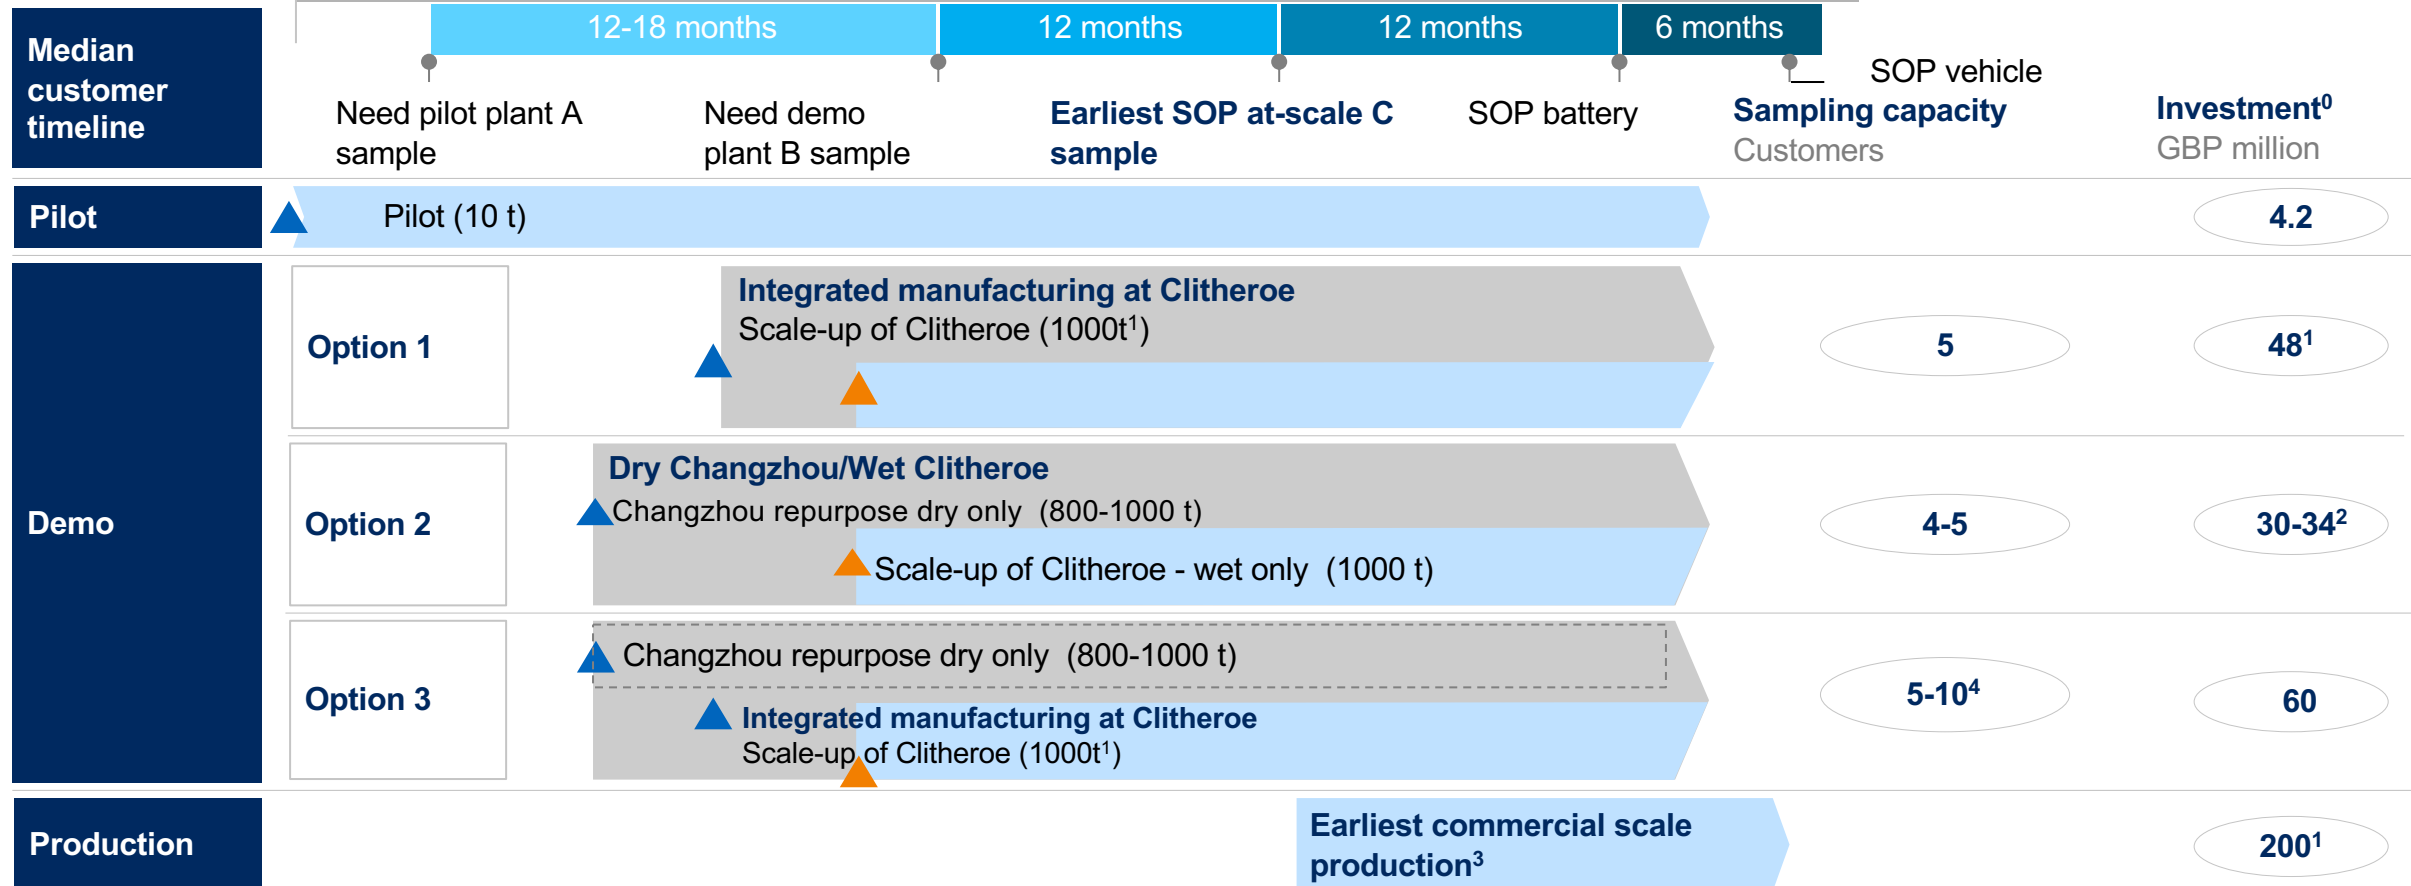 Median
customer
timeline
12-18 months
12 months
12 months
6 months
Need pilot plant A
sample
Need demo
plant B sample
Earliest SOP at-scale C
sample
SOP battery
SOP vehicle
Sampling capacity
Customers
Investment⁰
GBP million
Pilot
Pilot (10 t)
4.2
Demo
Option 1
Integrated manufacturing at Clitheroe
Scale-up of Clitheroe (1000t¹)
5
48¹
Option 2
Dry Changzhou/Wet Clitheroe
Changzhou repurpose dry only (800-1000 t)
Scale-up of Clitheroe - wet only (1000 t)
4-5
30-34²
Option 3
Changzhou repurpose dry only (800-1000 t)
Integrated manufacturing at Clitheroe
Scale-up of Clitheroe (1000t¹)
5-10⁴
60
Production
Earliest commercial scale
production³
200¹